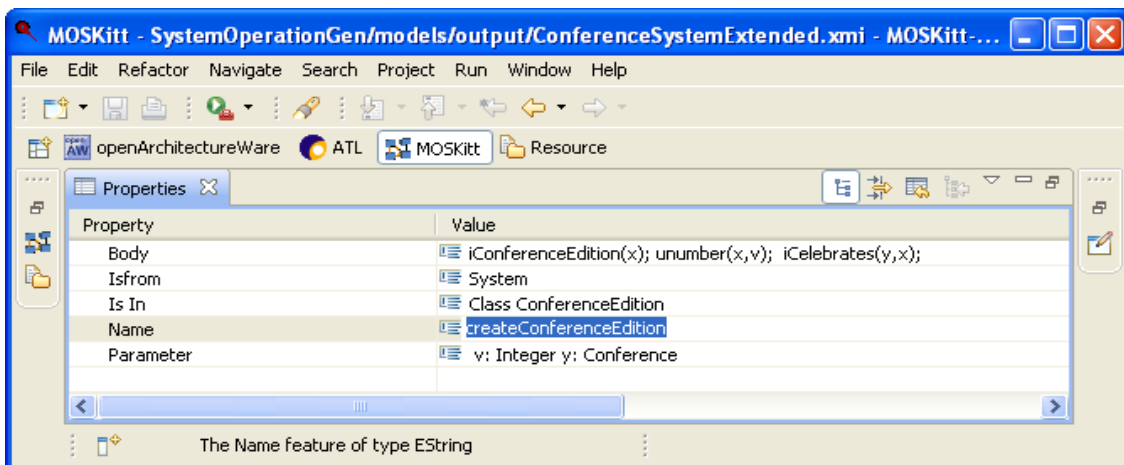 MOSKitt - SystemOperationGen/models/output/ConferenceSystemExtended.xmi - MOSKitt-...
File Edit Refactor Navigate Search Project Run Window Help
open AW openArchitectureWare ATL MOSKitt Resource
Properties
Property Value
Body iConferenceEdition(x); unumber(x,v); iCelebrates(y,x);
Isfrom System
Is In Class ConferenceEdition
Name createConferenceEdition
Parameter v: Integer y: Conference
The Name feature of type EString